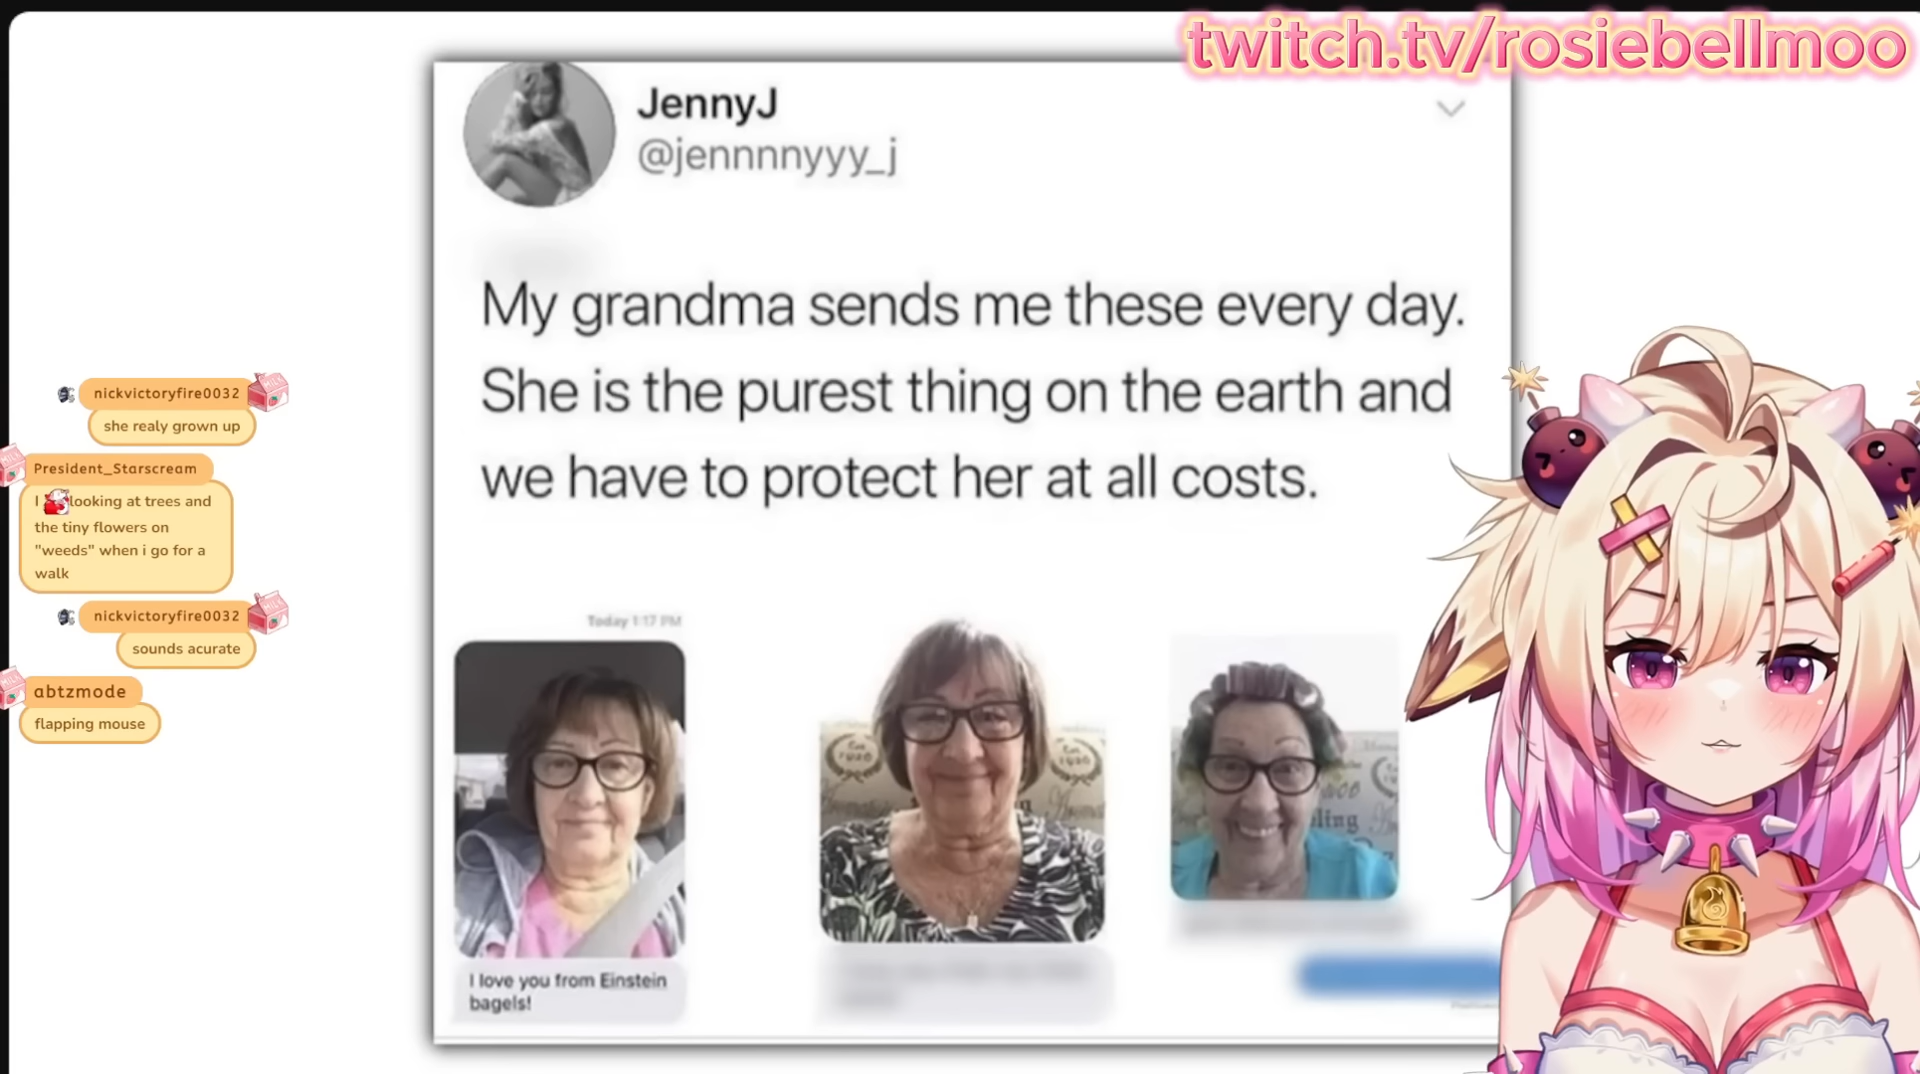 twitch.tv/rosiebellmoo
JennyJ
@jennnnyyy_j
My grandma sends me these every day.
She is the purest thing on the earth and
we have to protect her at all costs.
nickvictoryfire0032
she realy grown up
President_Starscream
I looking at trees and
the tiny flowers on
"weeds" when i go for a
walk
nickvictoryfire0032
sounds acurate
abtzmode
flapping mouse
Today 1:17 PM
I love you from Einstein
bagels!